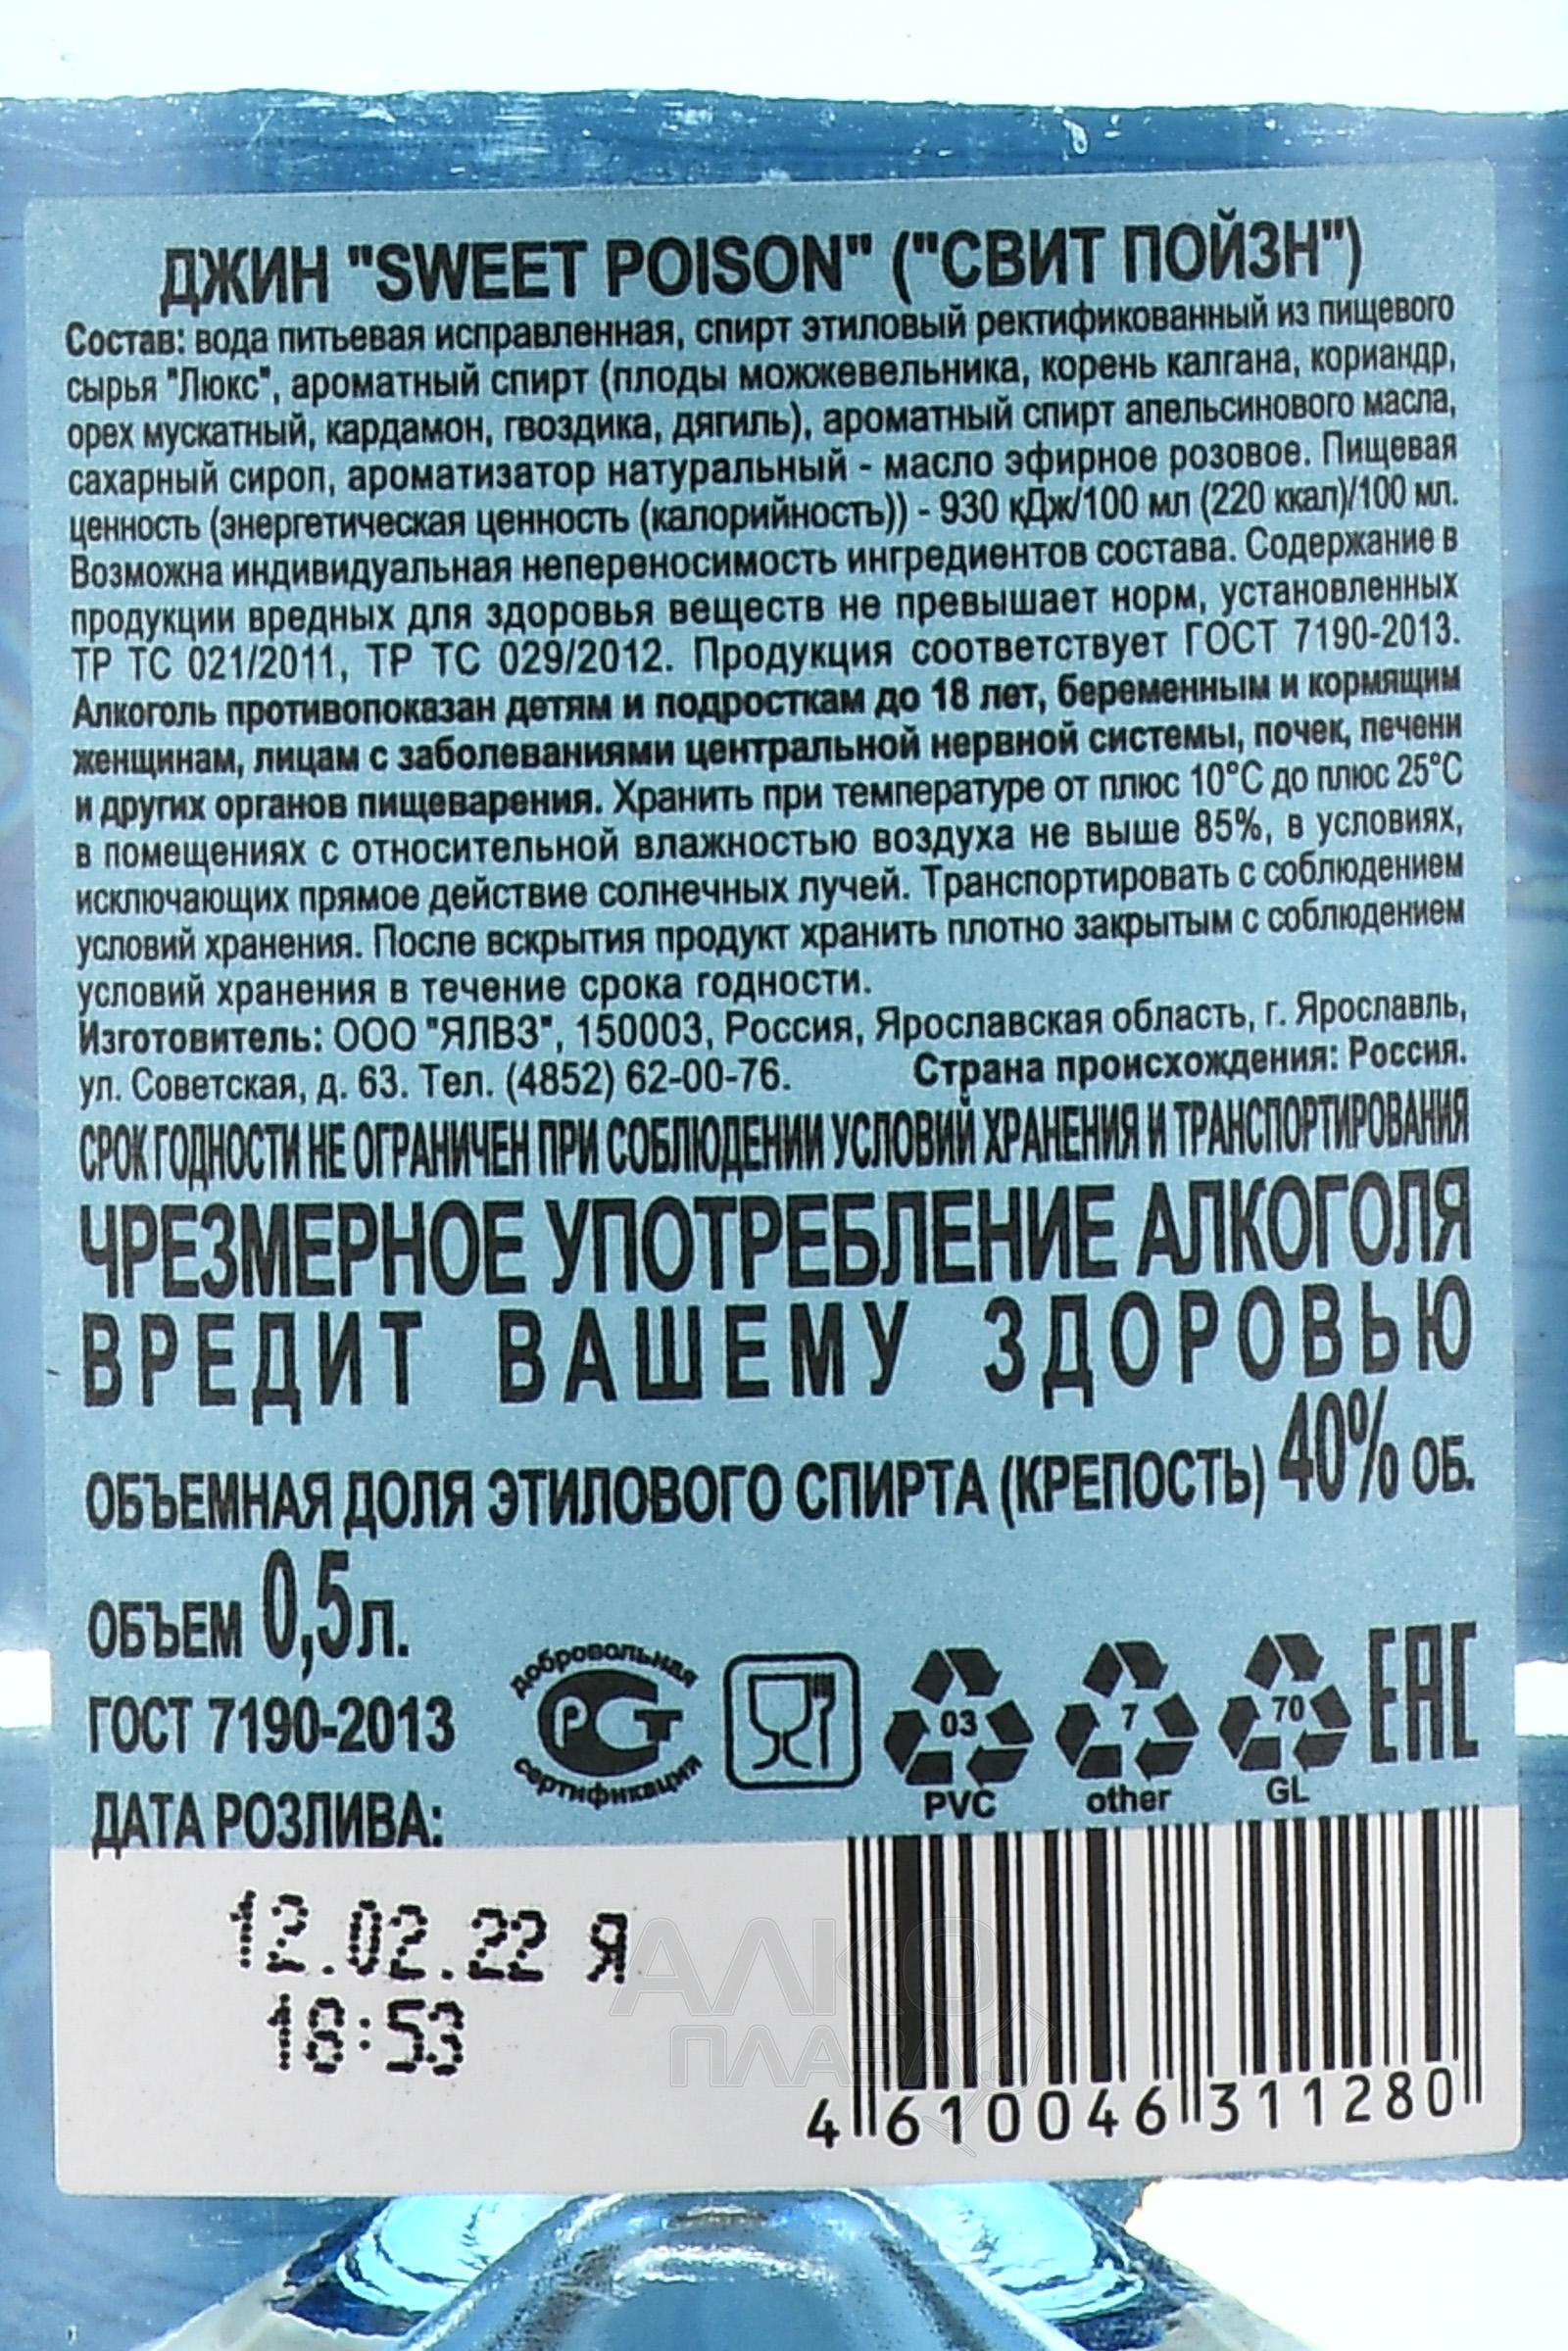 ДЖИН "SWEET POISON" ("СВИТ ПОЙЗН")
Состав: вода питьевая исправленная, спирт этиловый ректификованный из пищевого
сырья "Люкс", ароматный спирт (плоды можжевельника, корень калгана, кориандр,
орех мускатный, кардамон, гвоздика, дягиль), ароматный спирт апельсинового масла,
сахарный сироп, ароматизатор натуральный - масло эфирное розовое. Пищевая
ценность (энергетическая ценность (калорийность)) - 930 кДж/100 мл (220 ккал)/100 мл.
Возможна индивидуальная непереносимость ингредиентов состава. Содержание в
продукции вредных для здоровья веществ не превышает норм, установленных
ТР ТС 021/2011, ТР ТС 029/2012. Продукция соответствует ГОСТ 7190-2013.
Алкоголь противопоказан детям и подросткам до 18 лет, беременным и кормящим
женщинам, лицам с заболеваниями центральной нервной системы, почек, печени
и других органов пищеварения. Хранить при температуре от плюс 10°С до плюс 25°С
в помещениях с относительной влажностью воздуха не выше 85%, в условиях,
исключающих прямое действие солнечных лучей. Транспортировать с соблюдением
условий хранения. После вскрытия продукт хранить плотно закрытым с соблюдением
условий хранения в течение срока годности.
Изготовитель: ООО "ЯЛВЗ", 150003, Россия, Ярославская область, г. Ярославль,
ул. Советская, д. 63. Тел. (4852) 62-00-76. Страна происхождения: Россия.
СРОК ГОДНОСТИ НЕ ОГРАНИЧЕН ПРИ СОБЛЮДЕНИИ УСЛОВИЙ ХРАНЕНИЯ И ТРАНСПОРТИРОВАНИЯ
ЧРЕЗМЕРНОЕ УПОТРЕБЛЕНИЕ АЛКОГОЛЯ
ВРЕДИТ ВАШЕМУ ЗДОРОВЬЮ
ОБЪЕМНАЯ ДОЛЯ ЭТИЛОВОГО СПИРТА (КРЕПОСТЬ) 40% ОБ.
ОБЪЕМ 0,5 л.
ГОСТ 7190-2013
добровольная
РСТ
сертификация
03
PVC
7
other
70
GL
ЕАС
ДАТА РОЗЛИВА:
12.02.22 Я
18:53
АЛКО
ПЛАЗА
4 610046 311280